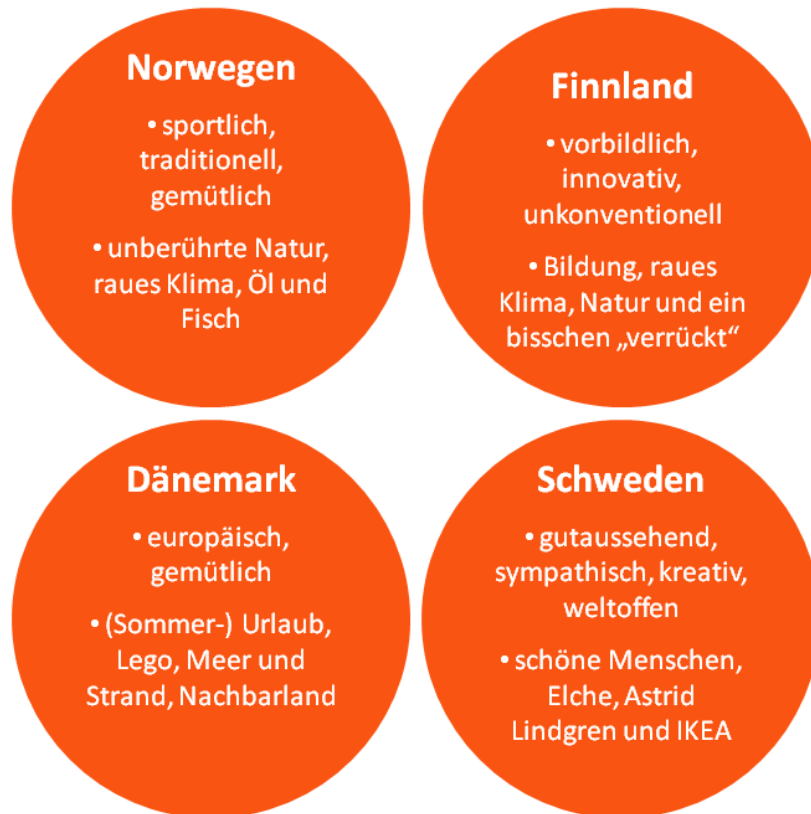 Norwegen
• sportlich,
traditionell,
gemütlich
• unberührte Natur,
raues Klima, Öl und
Fisch
Finnland
• vorbildlich,
innovativ,
unkonventionell
• Bildung, raues
Klima, Natur und ein
bisschen „verrückt“
Dänemark
• europäisch,
gemütlich
• (Sommer-) Urlaub,
Lego, Meer und
Strand, Nachbarland
Schweden
• gutaussehend,
sympathisch, kreativ,
weltoffen
• schöne Menschen,
Elche, Astrid
Lindgren und IKEA